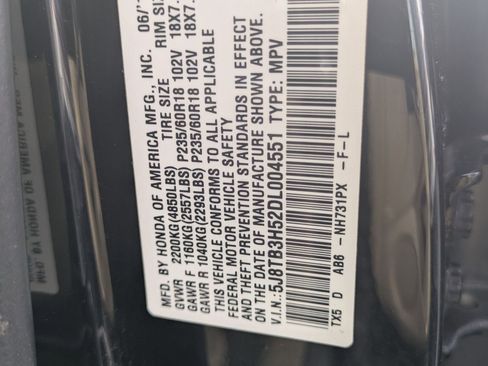 MFD. BY HONDA OF AMERICA MFG., INC. 06/1
GVWR 2200KG(4850LBS) TIRE SIZE RIM SIZ
GAWR F 1160KG(2557LBS) P235/60R18 102V 18X7.
GAWR R 1040KG(2293LBS) P235/60R18 102V 18X7.
THIS VEHICLE CONFORMS TO ALL APPLICABLE
FEDERAL MOTOR VEHICLE SAFETY
AND THEFT PREVENTION STANDARDS IN EFFECT
ON THE DATE OF MANUFACTURE SHOWN ABOVE.
V.I.N.:5J8TB3H52DL004551 TYPE: MPV
TX5 D AB6 -NH731PX -F-L